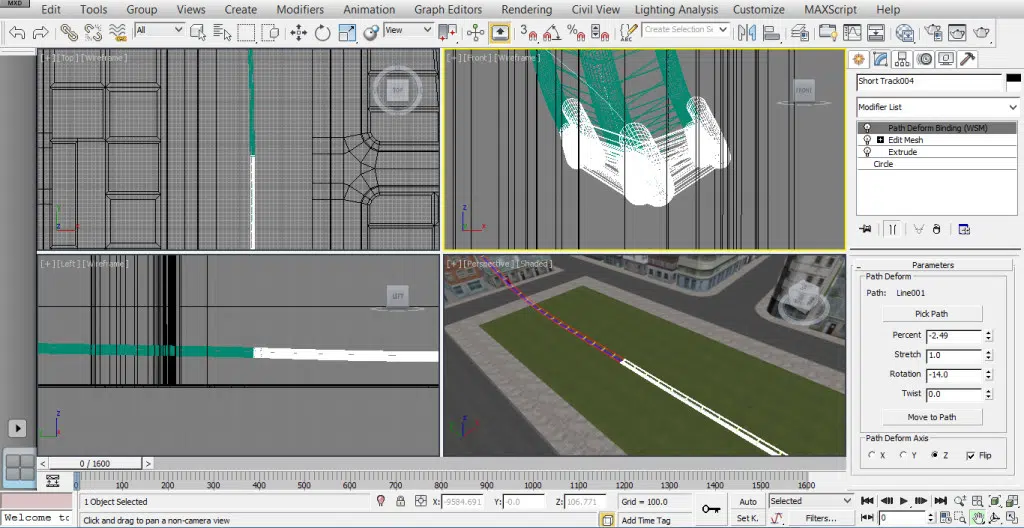 MXD
Edit Tools Group Views Create Modifiers Animation Graph Editors Rendering Civil View Lighting Analysis Customize MAXScript Help
All
View
3
%
ABC
Create Selection Se
[+][Top][Wireframe]
TOP
[+][Front][Wireframe]
FRONT
Short Track004
Modifier List
Path Deform Binding (WSM)
Edit Mesh
Extrude
Circle
[+][Left][Wireframe]
LEFT
[+][Perspective][Shaded]
Parameters
Path Deform
Path: Line001
Pick Path
Percent -2.49
Stretch 1.0
Rotation -14.0
Twist 0.0
Move to Path
Path Deform Axis
X Y Z Flip
< 0 / 1600 >
0 100 200 300 400 500 600 700 800 900 1000 1100 1200 1300 1400 1500 1600
1 Object Selected
X: -9584.691 Y: -0.0 Z: 106.771 Grid = 100.0
Auto Selected
Welcome to
Click and drag to pan a non-camera view
Add Time Tag
Set K. Filters... 0